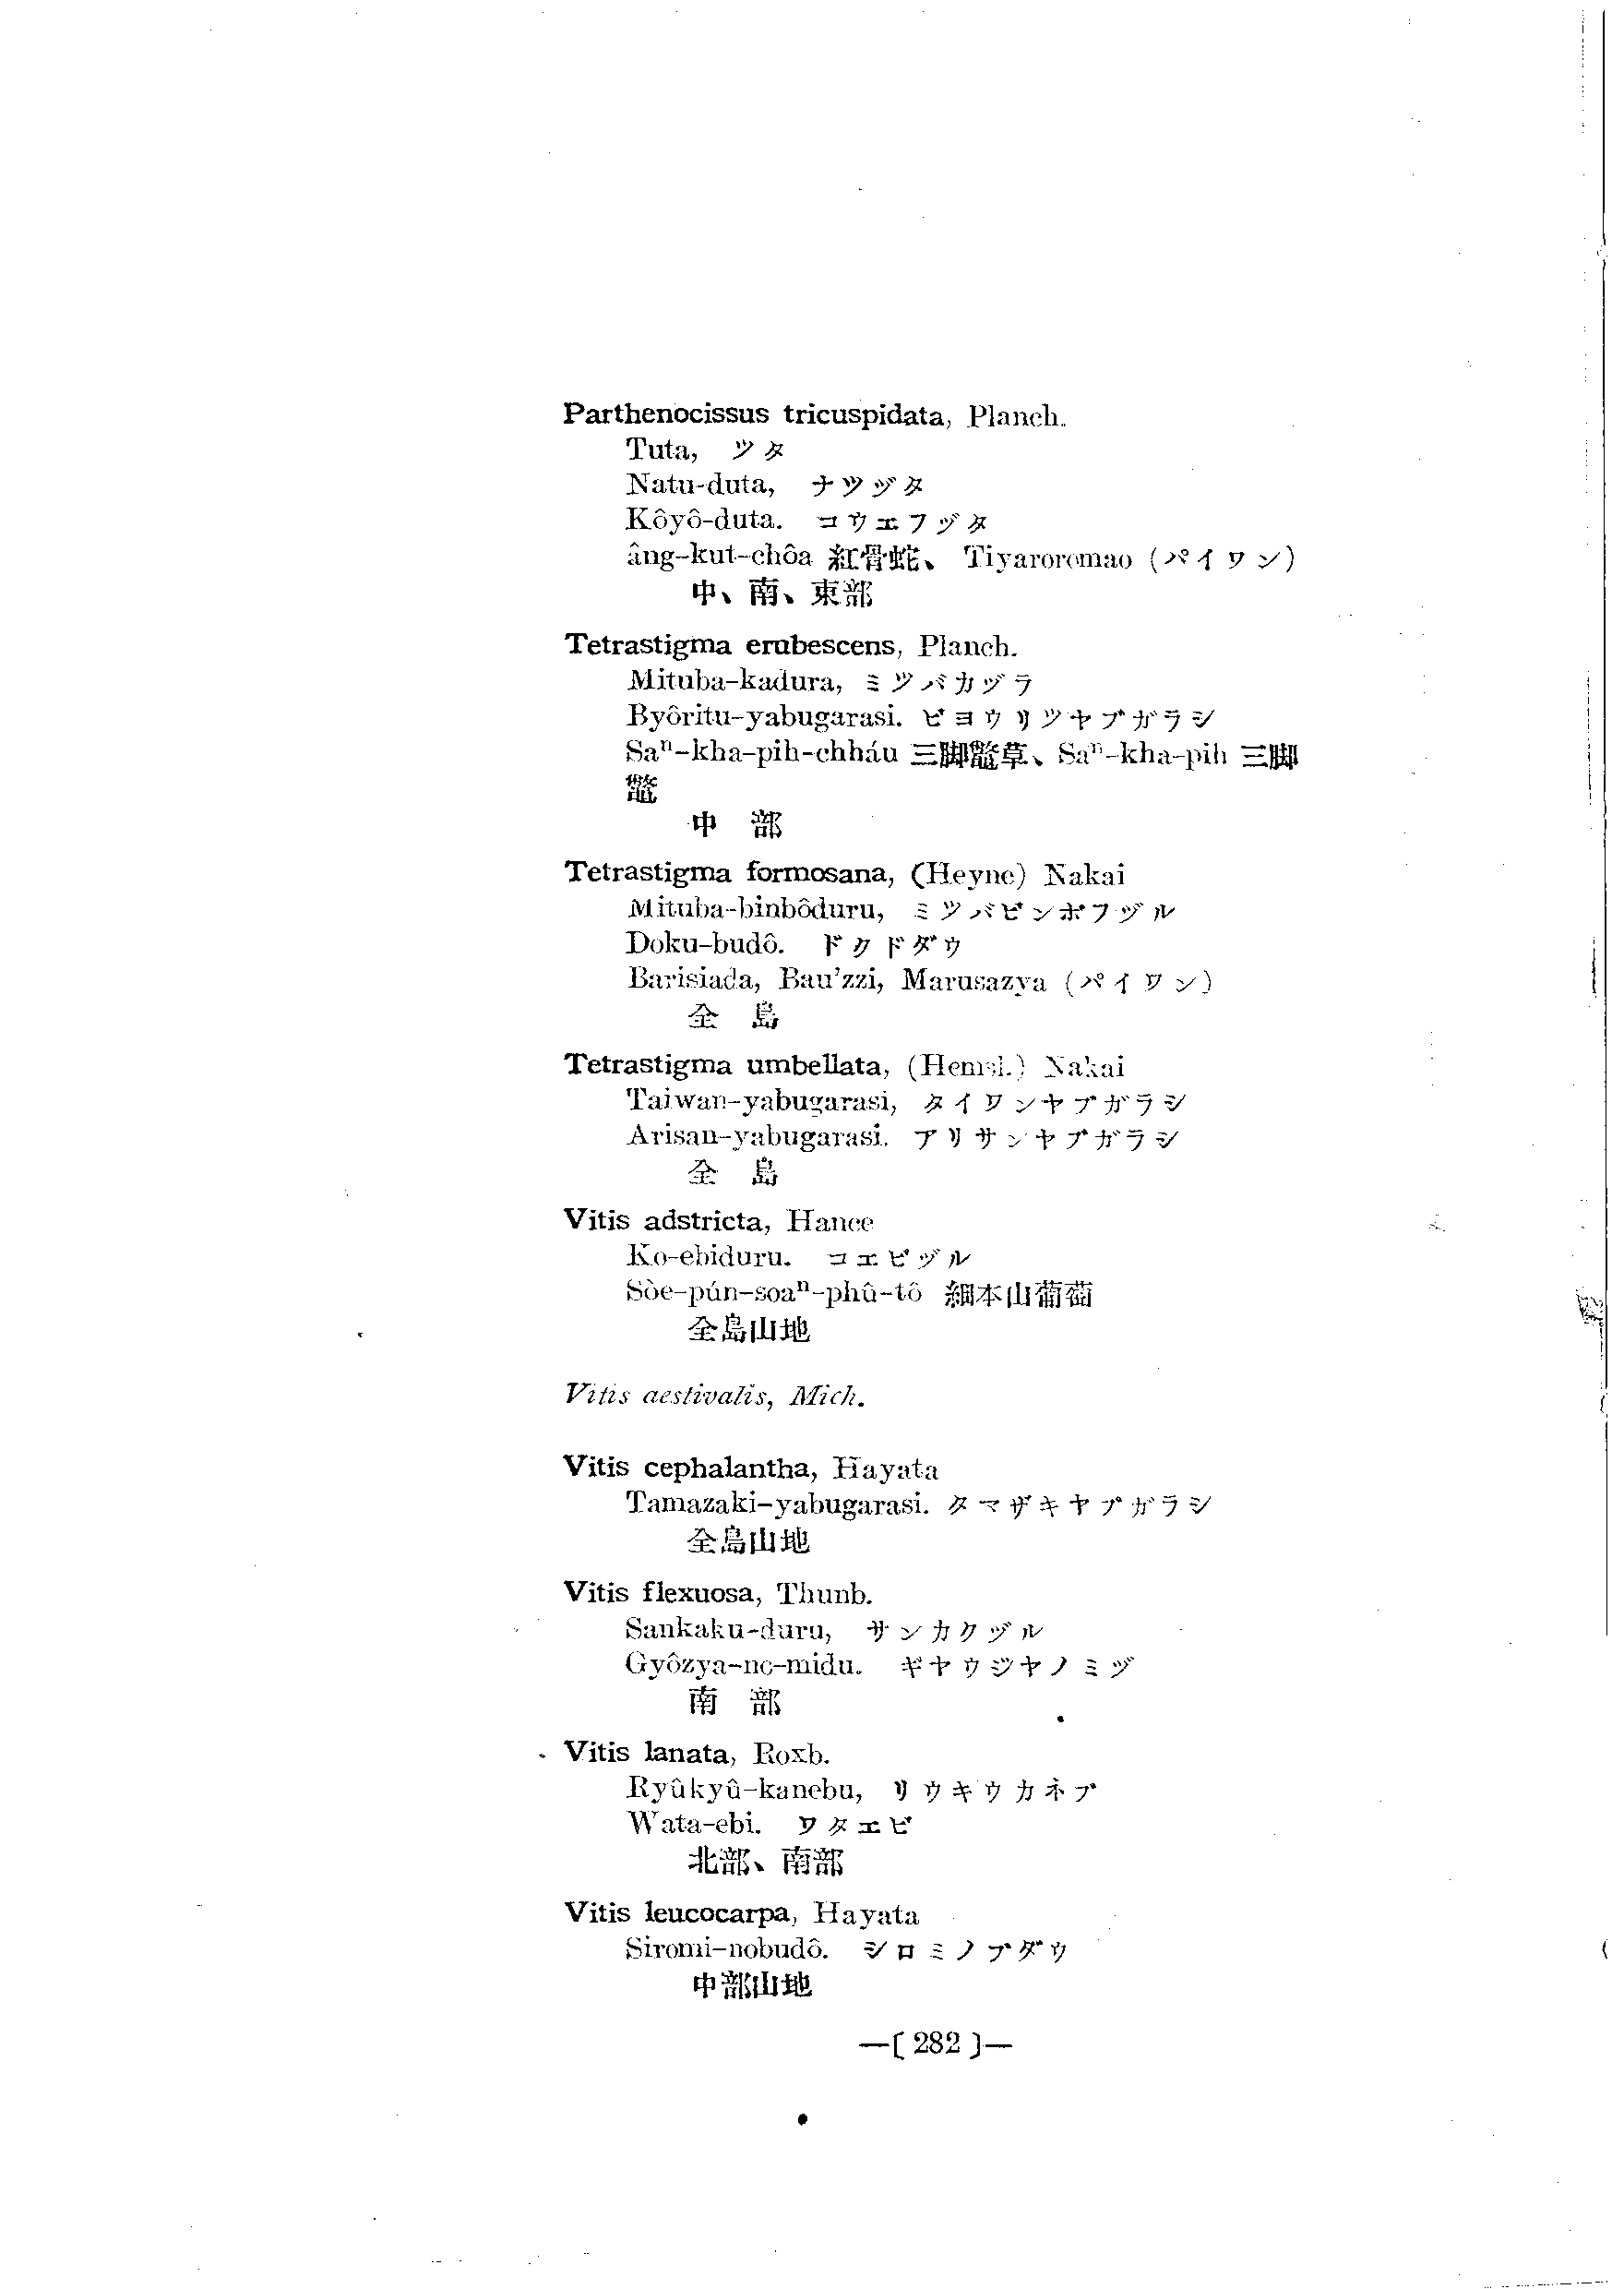 Parthenocissus tricuspidata, Planch.
Tuta, ツタ
Natu-duta, ナツヅタ
Kôyô-duta. コウエフヅタ
âng-kut-chôa 紅骨蛇、 Tiyaroromao (パイワン)
中、南、東部
Tetrastigma erubescens, Planch.
Mituba-kadura, ミツバカヅラ
Byôritu-yabugarasi. ビヨウリツヤブガラシ
Saⁿ-kha-pih-chháu 三脚鼈草、Saⁿ-kha-pih 三脚
鼈
中 部
Tetrastigma formosana, (Heyne) Nakai
Mituba-binbôduru, ミツバビンボフヅル
Doku-budô. ドクドダウ
Barisiada, Bau'zzi, Marusazya (パイワン)
全 島
Tetrastigma umbellata, (Hemsl.) Nakai
Taiwan-yabugarasi, タイワンヤブガラシ
Arisan-yabugarasi. アリサンヤブガラシ
全 島
Vitis adstricta, Hance
Ko-ebiduru. コエビヅル
Sòe-pún-soaⁿ-phû-tô 細本山葡萄
全島山地
Vitis aestivalis, Mich.
Vitis cephalantha, Hayata
Tamazaki-yabugarasi. タマザキヤブガラシ
全島山地
Vitis flexuosa, Thunb.
Sankaku-duru, サンカクヅル
Gyôzya-no-midu. ギヤウジヤノミヅ
南 部
Vitis lanata, Roxb.
Ryûkyû-kanebu, リウキウカネブ
Wata-ebi. ワタエビ
北部、南部
Vitis leucocarpa, Hayata
Siromi-nobudô. シロミノブダウ
中部山地
—[ 282 ]—